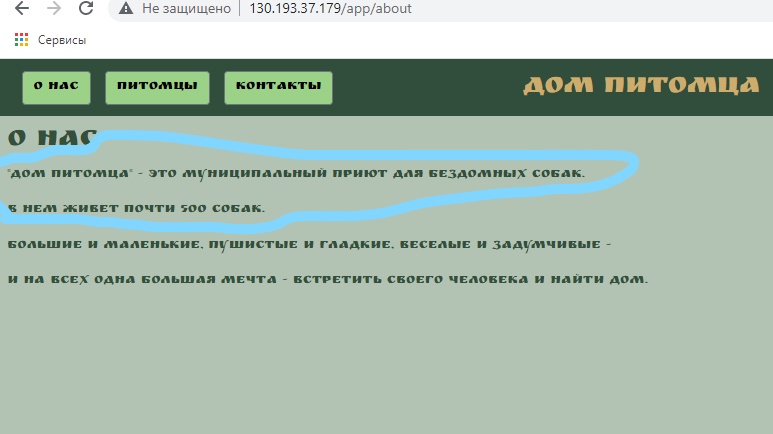 Не защищено | 130.193.37.179/app/about
Сервисы
О НАС ПИТОМЦЫ КОНТАКТЫ ДОМ ПИТОМЦА
О НАС
"ДОМ ПИТОМЦА" - ЭТО МУНИЦИПАЛЬНЫЙ ПРИЮТ ДЛЯ БЕЗДОМНЫХ СОБАК.
В НЕМ ЖИВЕТ ПОЧТИ 500 СОБАК.
БОЛЬШИЕ И МАЛЕНЬКИЕ, ПУШИСТЫЕ И ГЛАДКИЕ, ВЕСЕЛЫЕ И ЗАДУМЧИВЫЕ -
И НА ВСЕХ ОДНА БОЛЬШАЯ МЕЧТА - ВСТРЕТИТЬ СВОЕГО ЧЕЛОВЕКА И НАЙТИ ДОМ.